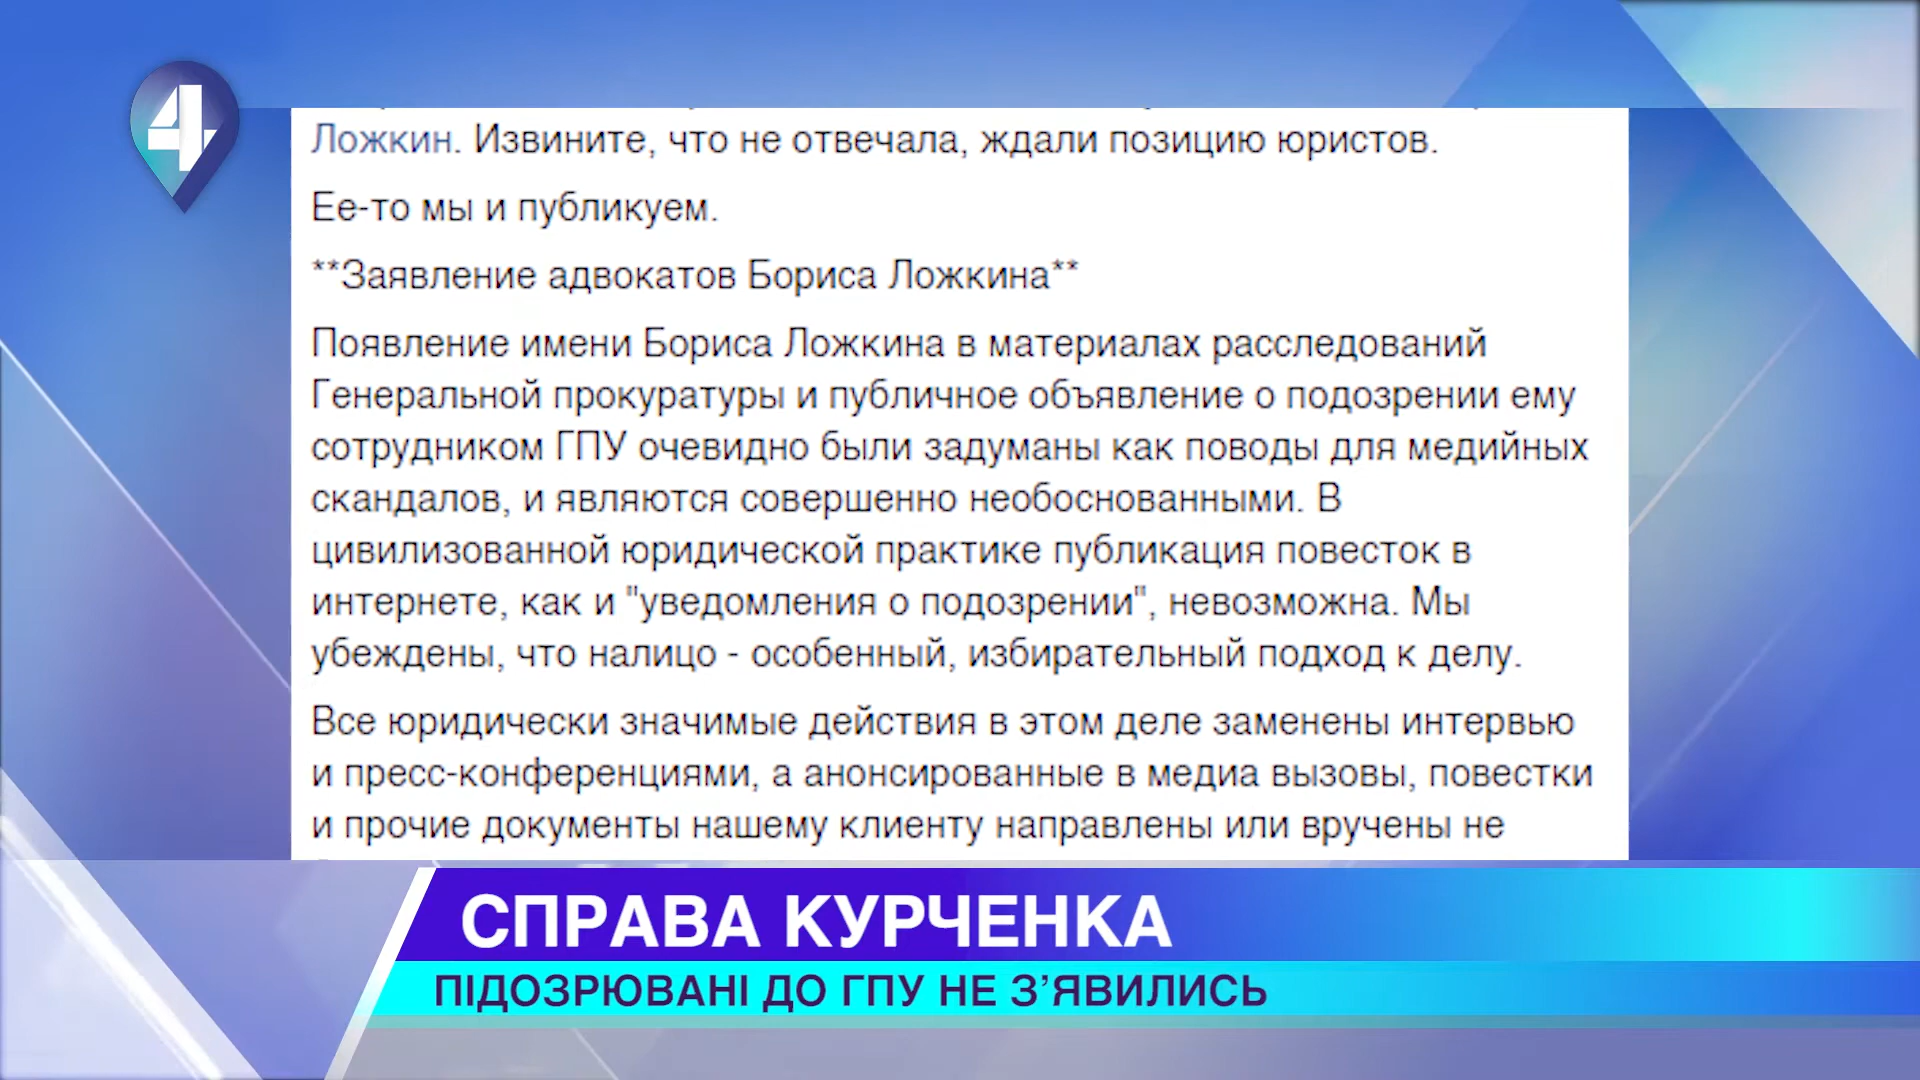 4
Ложкин. Извините, что не отвечала, ждали позицию юристов.
Ее-то мы и публикуем.
**Заявление адвокатов Бориса Ложкина**
Появление имени Бориса Ложкина в материалах расследований
Генеральной прокуратуры и публичное объявление о подозрении ему
сотрудником ГПУ очевидно были задуманы как поводы для медийных
скандалов, и являются совершенно необоснованными. В
цивилизованной юридической практике публикация повесток в
интернете, как и "уведомления о подозрении", невозможна. Мы
убеждены, что налицо - особенный, избирательный подход к делу.
Все юридически значимые действия в этом деле заменены интервью
и пресс-конференциями, а анонсированные в медиа вызовы, повестки
и прочие документы нашему клиенту направлены или вручены не
СПРАВА КУРЧЕНКА
ПІДОЗРЮВАНІ ДО ГПУ НЕ З’ЯВИЛИСЬ